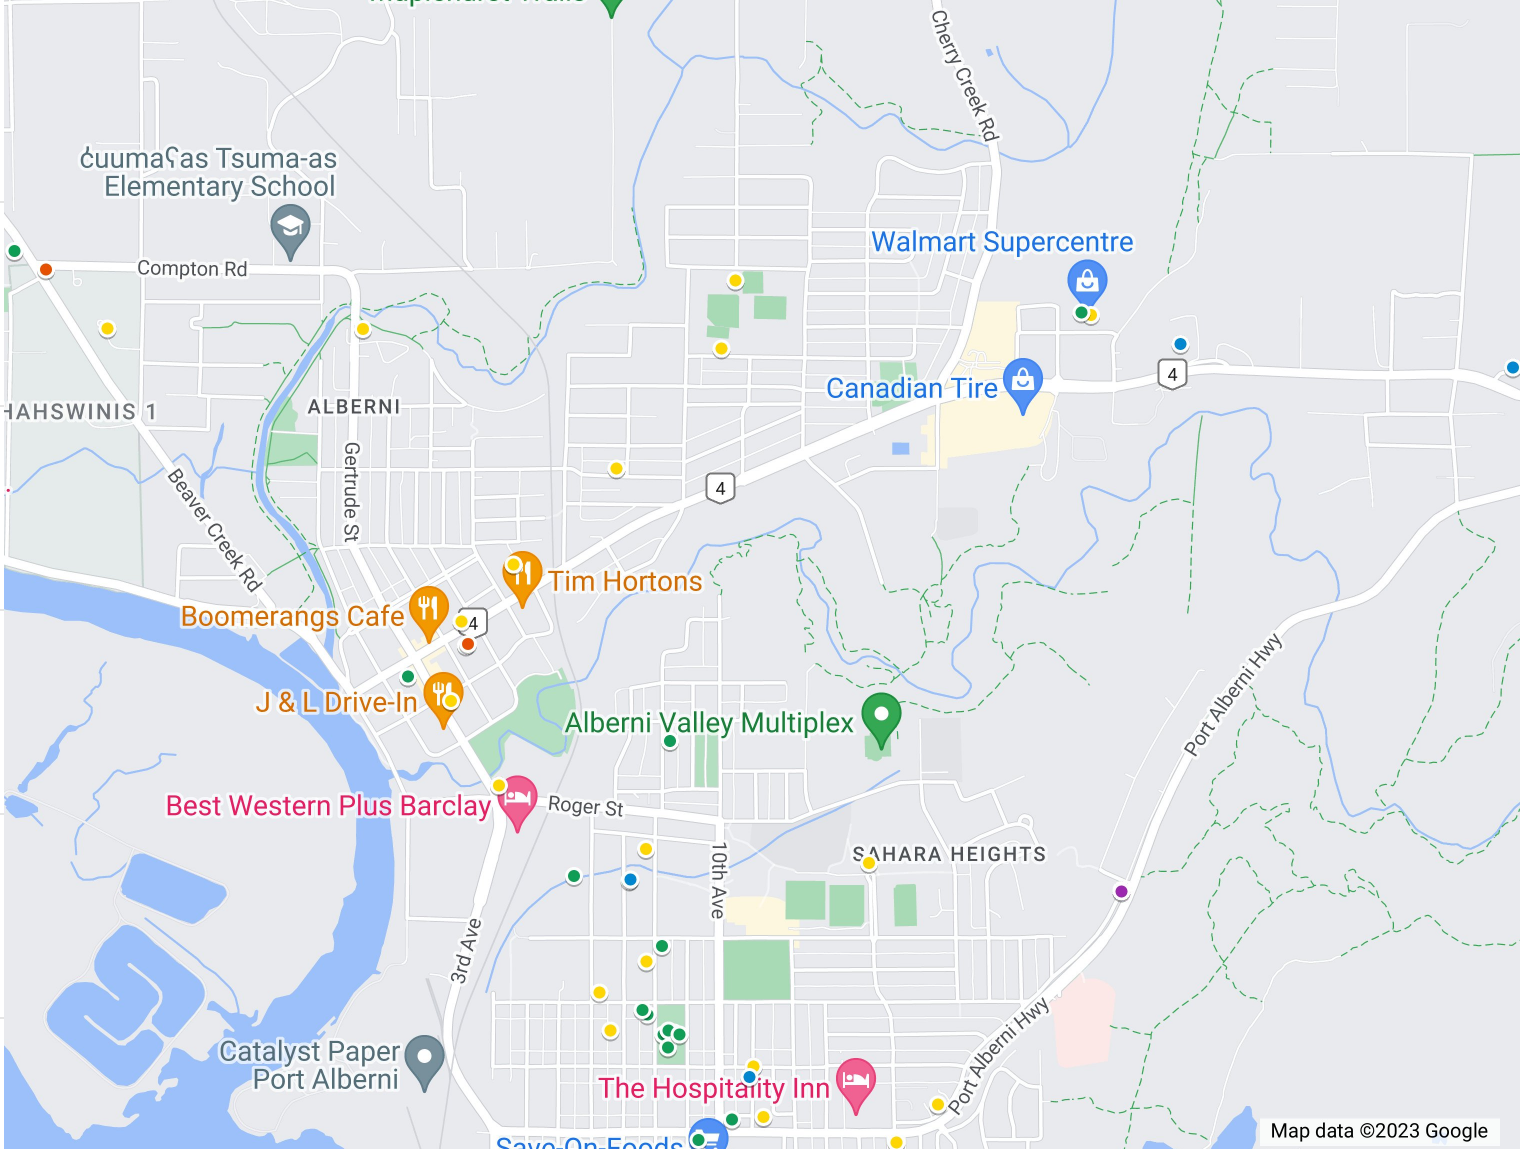 Cherry Creek Rd
c̓uumaʕas Tsuma-as
Elementary School
Walmart Supercentre
Compton Rd
4
Canadian Tire
HAHSWINIS 1
ALBERNI
Gertrude St
4
Beaver Creek Rd
Tim Hortons
Boomerangs Cafe
4
Port Alberni Hwy
J & L Drive-In
Alberni Valley Multiplex
Best Western Plus Barclay
Roger St
10th Ave
SAHARA HEIGHTS
3rd Ave
Port Alberni Hwy
Catalyst Paper
Port Alberni
The Hospitality Inn
Save-On-Foods
Map data ©2023 Google